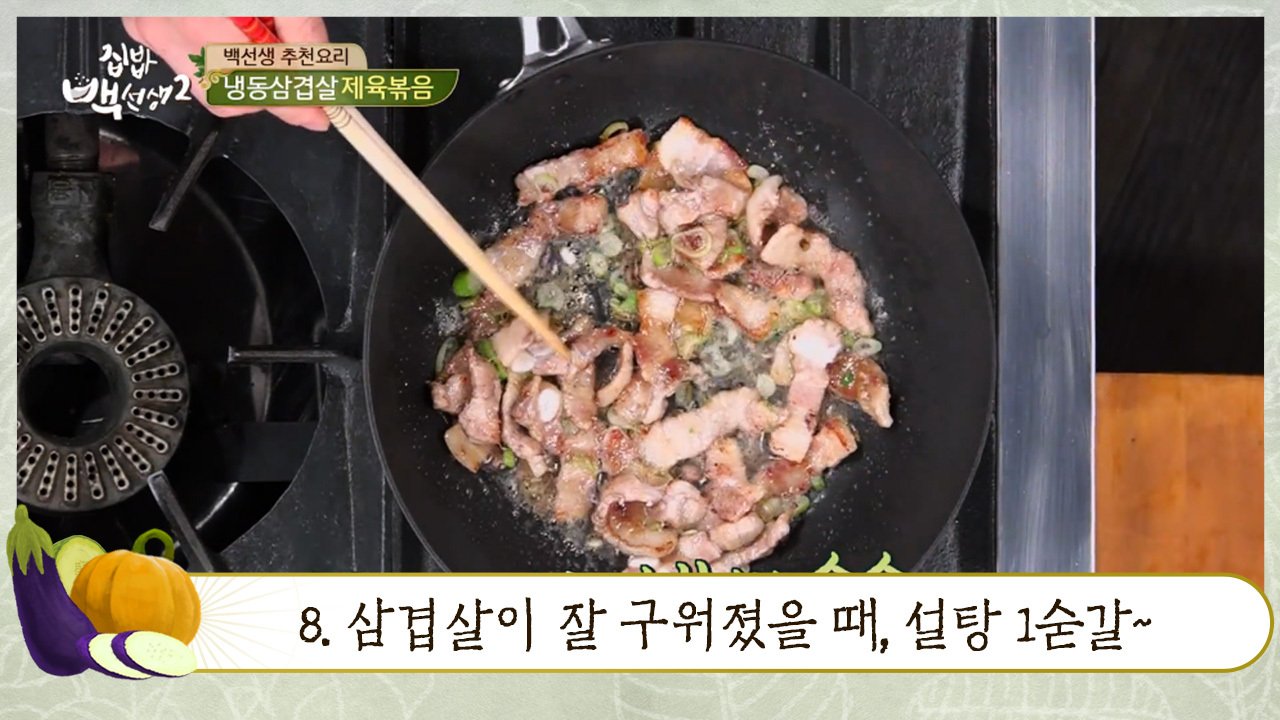 집밥
백선생2
백선생 추천요리
냉동삼겹살 제육볶음
8. 삼겹살이 잘 구워졌을 때, 설탕 1숟갈~